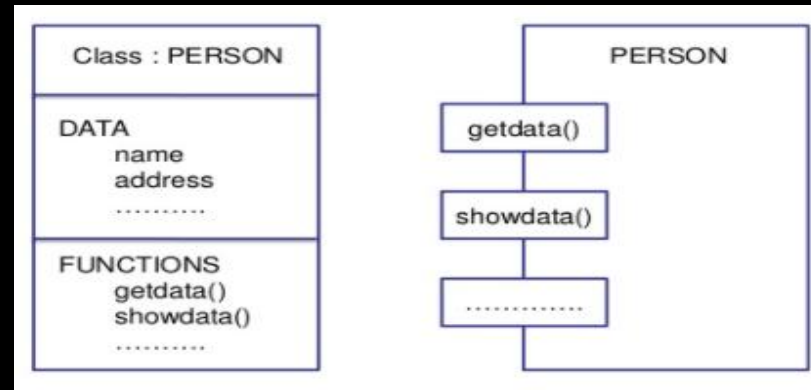 Class : PERSON
DATA
name
address
..........
FUNCTIONS
getdata()
showdata()
..........
PERSON
getdata()
showdata()
.............